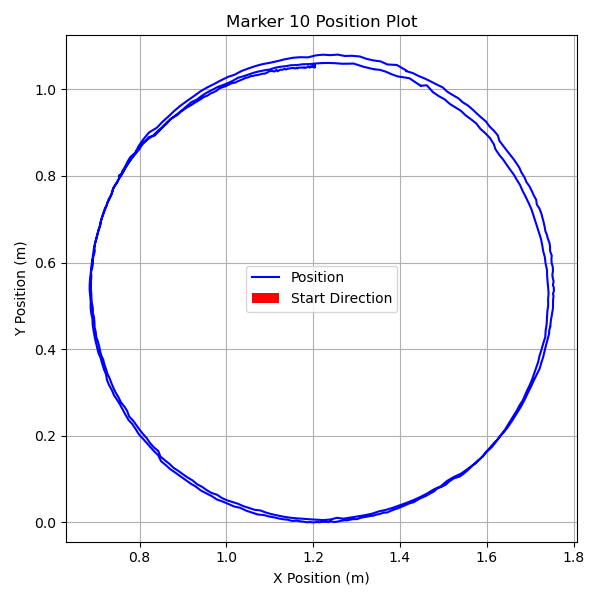 Marker 10 Position Plot
Y Position (m)
1.0
0.8
0.6
0.4
0.2
0.0
Position
Start Direction
0.8 1.0 1.2 1.4 1.6 1.8
X Position (m)